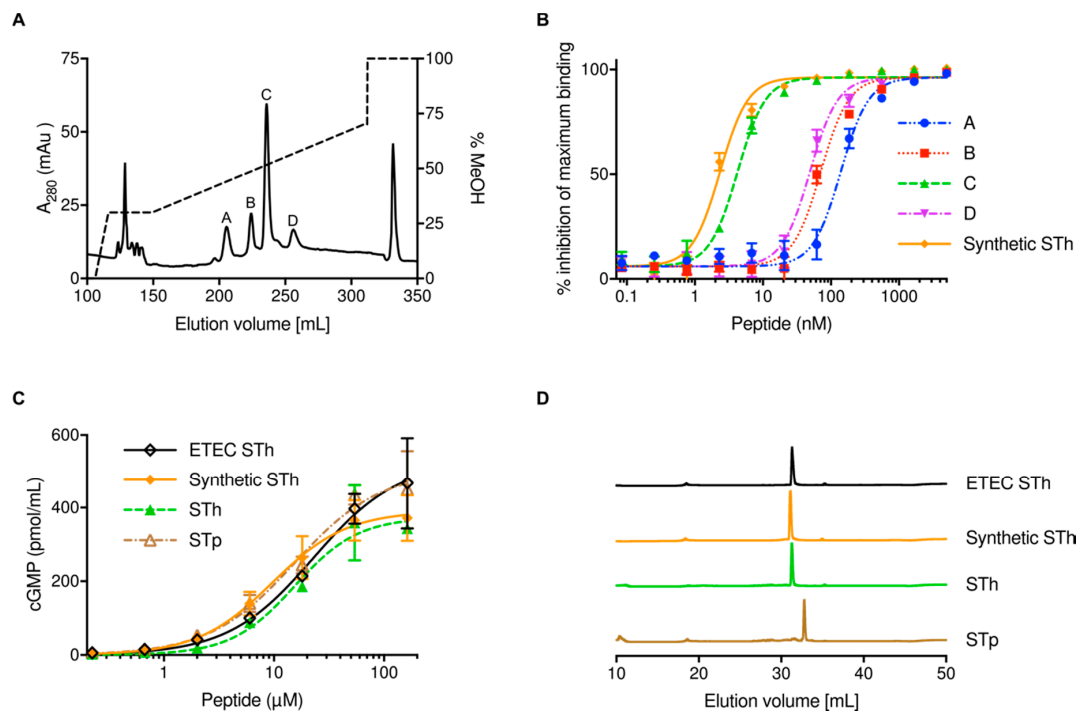 A
A280 (mAu)
75
50
25
0
A
B
C
D
100
75
50
25
0
% MeOH
100 150 200 250 300 350
Elution volume [mL]
B
% inhibition of maximum binding
100
50
0
0.1 1 10 100 1000
Peptide (nM)
A
B
C
D
Synthetic STh
C
cGMP (pmol/mL)
600
400
200
0
ETEC STh
Synthetic STh
STh
STp
1 10 100
Peptide (μM)
D
ETEC STh
Synthetic STh
STh
STp
10 20 30 40 50
Elution volume [mL]